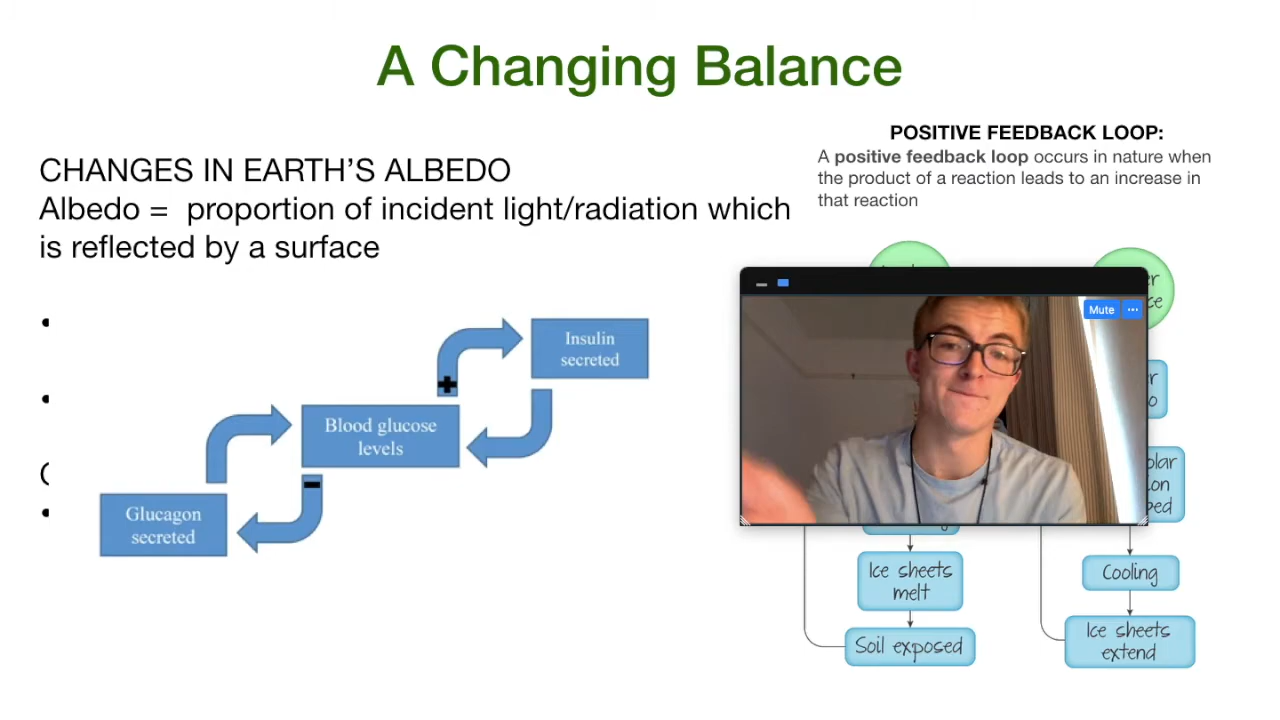 A Changing Balance
CHANGES IN EARTH'S ALBEDO
Albedo = proportion of incident light/radiation which
is reflected by a surface
Insulin
secreted
Blood glucose
levels
Glucagon
secreted
+
-
POSITIVE FEEDBACK LOOP:
A positive feedback loop occurs in nature when
the product of a reaction leads to an increase in
that reaction
Mute
Ice sheets
melt
Soil exposed
Cooling
Ice sheets
extend